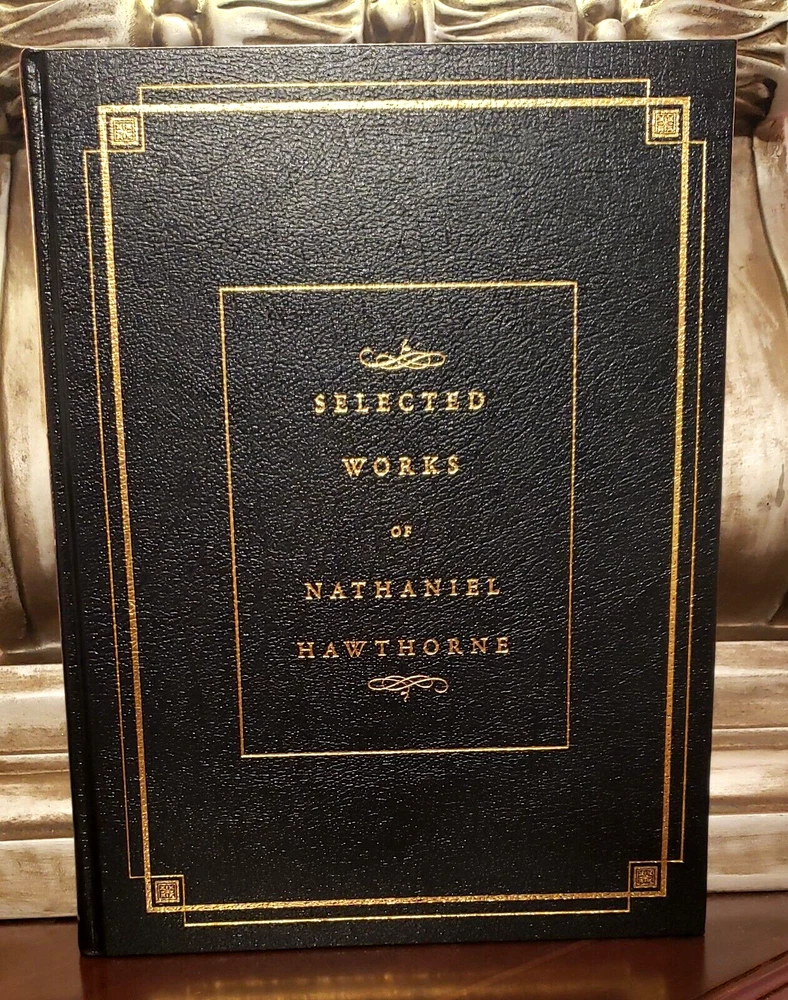 SELECTED
WORKS
OF
NATHANIEL
HAWTHORNE